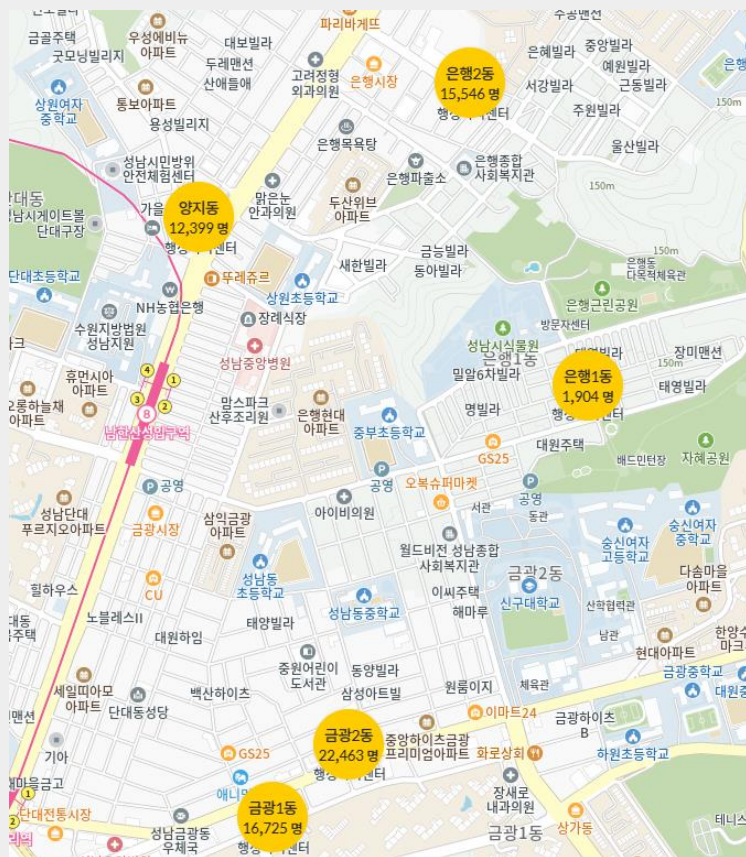 파리바게뜨
금골주택
우성에비뉴
아파트
대보빌라
굿모닝빌리지
두레맨션
산애들애
고려정형
외과의원
은행시장
은행2동
15,546 명
은혜빌라
중앙빌라
예원빌라
근동빌라
서강빌라
주원빌라
울산빌라
150m
상원여자
중학교
통보아파트
용성빌리지
은행목욕탕
은행파출소
은행종합
사회복지관
성남시민방위
안전체험센터
맑은눈
안과의원
두산위브
아파트
150m
양지동
12,399 명
단대구장
금능빌라
동아빌라
새한빌라
150m
은행동
다목적체육관
단대초등학교
뚜레쥬르
상원초등학교
NH농협은행
은행근린공원
수원지방법원
성남지원
장례식장
성남중앙병원
성남시식물원
방문자센터
은행1동
밀알6차빌라
장미맨션
150m
은행1동
1,904 명
태영빌라
휴먼시아
아파트
4
1
3
2
8
남한산성입구역
맘스파크
산후조리원
은행현대
아파트
중부초등학교
명빌라
GS25
대원주택
배드민턴장
자혜공원
공영
공영
공영
오복슈퍼마켓
서관
동관
성남단대
푸르지오아파트
금광시장
삼익금광
아파트
아이비의원
월드비전 성남종합
사회복지관
숭신여자
고등학교
숭신여자
중학교
금광2동
다솜마을
아파트
힐하우스
CU
성남동
초등학교
성남동중학교
이씨주택
해마루
신구대학교
산학협력관
남관
노블레스II
대원하임
태양빌라
현대아파트
중원어린이
도서관
동양빌라
삼성아트빌
원룸이지
체육관
금광중학교
세일띠아모
아파트
단대동성당
백산하이츠
이마트24
금광하이츠
B
하원초등학교
기아
GS25
금광2동
22,463 명
중앙하이츠금광
프리미엄아파트
화로상회
장새로
내과의원
금광1동
16,725 명
1
2
단대전통시장
성남금광동
우체국
금광1동
상가동